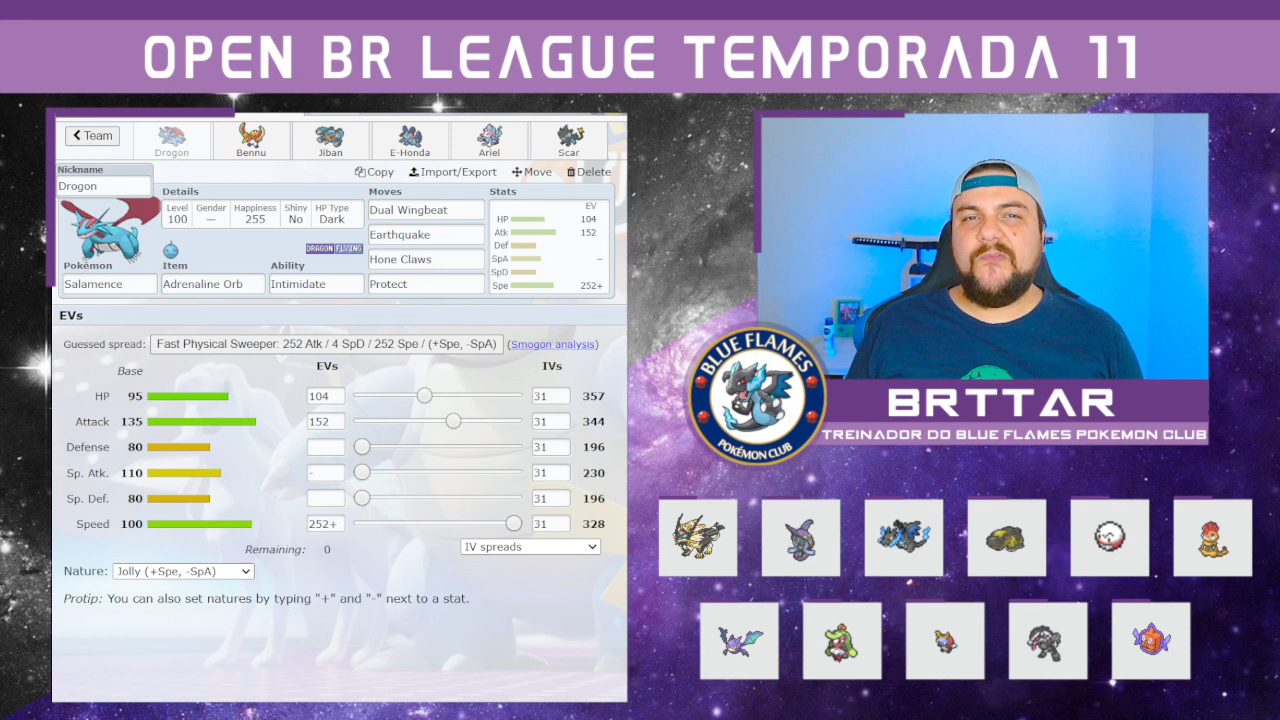 OPEN BR LEAGUE TEMPORADA 11
Team
Drogon
Bennu
Jiban
E-Honda
Ariel
Scar
Copy
Import/Export
Move
Delete
Nickname
Drogon
Details
Level
100
Gender
—
Happiness
255
Shiny
No
HP Type
Dark
DRAGON FLYING
Pokémon
Salamence
Item
Adrenaline Orb
Ability
Intimidate
Moves
Dual Wingbeat
Earthquake
Hone Claws
Protect
Stats
EV
HP 104
Atk 152
Def
SpA –
SpD
Spe 252+
EVs
Guessed spread: Fast Physical Sweeper: 252 Atk / 4 SpD / 252 Spe / (+Spe, -SpA) (Smogon analysis)
Base EVs IVs
HP 95 104 31 357
Attack 135 152 31 344
Defense 80 31 196
Sp. Atk. 110 - 31 230
Sp. Def. 80 31 196
Speed 100 252+ 31 328
Remaining: 0
IV spreads
Nature: Jolly (+Spe, -SpA)
Protip: You can also set natures by typing "+" and "-" next to a stat.
BLUE FLAMES
POKÉMON CLUB
BRTTAR
TREINADOR DO BLUE FLAMES POKEMON CLUB